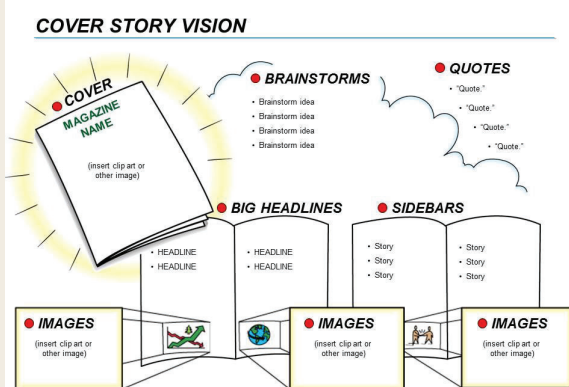 COVER STORY VISION
COVER
MAGAZINE
NAME
(insert clip art or
other image)
BRAINSTORMS
• Brainstorm idea
• Brainstorm idea
• Brainstorm idea
• Brainstorm idea
QUOTES
• "Quote."
• "Quote."
• "Quote."
• "Quote."
BIG HEADLINES
• HEADLINE
• HEADLINE
• HEADLINE
• HEADLINE
SIDEBARS
• Story
• Story
• Story
• Story
• Story
• Story
IMAGES
(insert clip art or
other image)
IMAGES
(insert clip art or
other image)
IMAGES
(insert clip art or
other image)